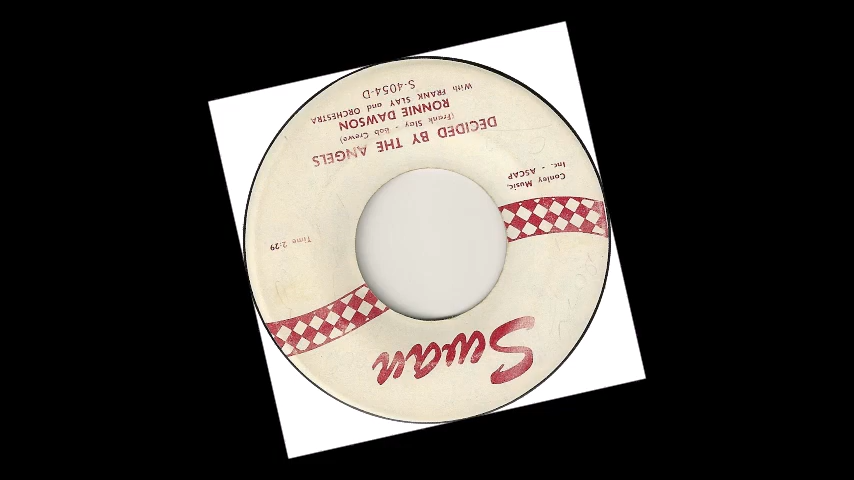 Swan
Conley Music,
Inc. - ASCAP
Time 2:29
DECIDED BY THE ANGELS
(Frank Slay - Bob Crewe)
RONNIE DAWSON
With FRANK SLAY and ORCHESTRA
S-4054-D